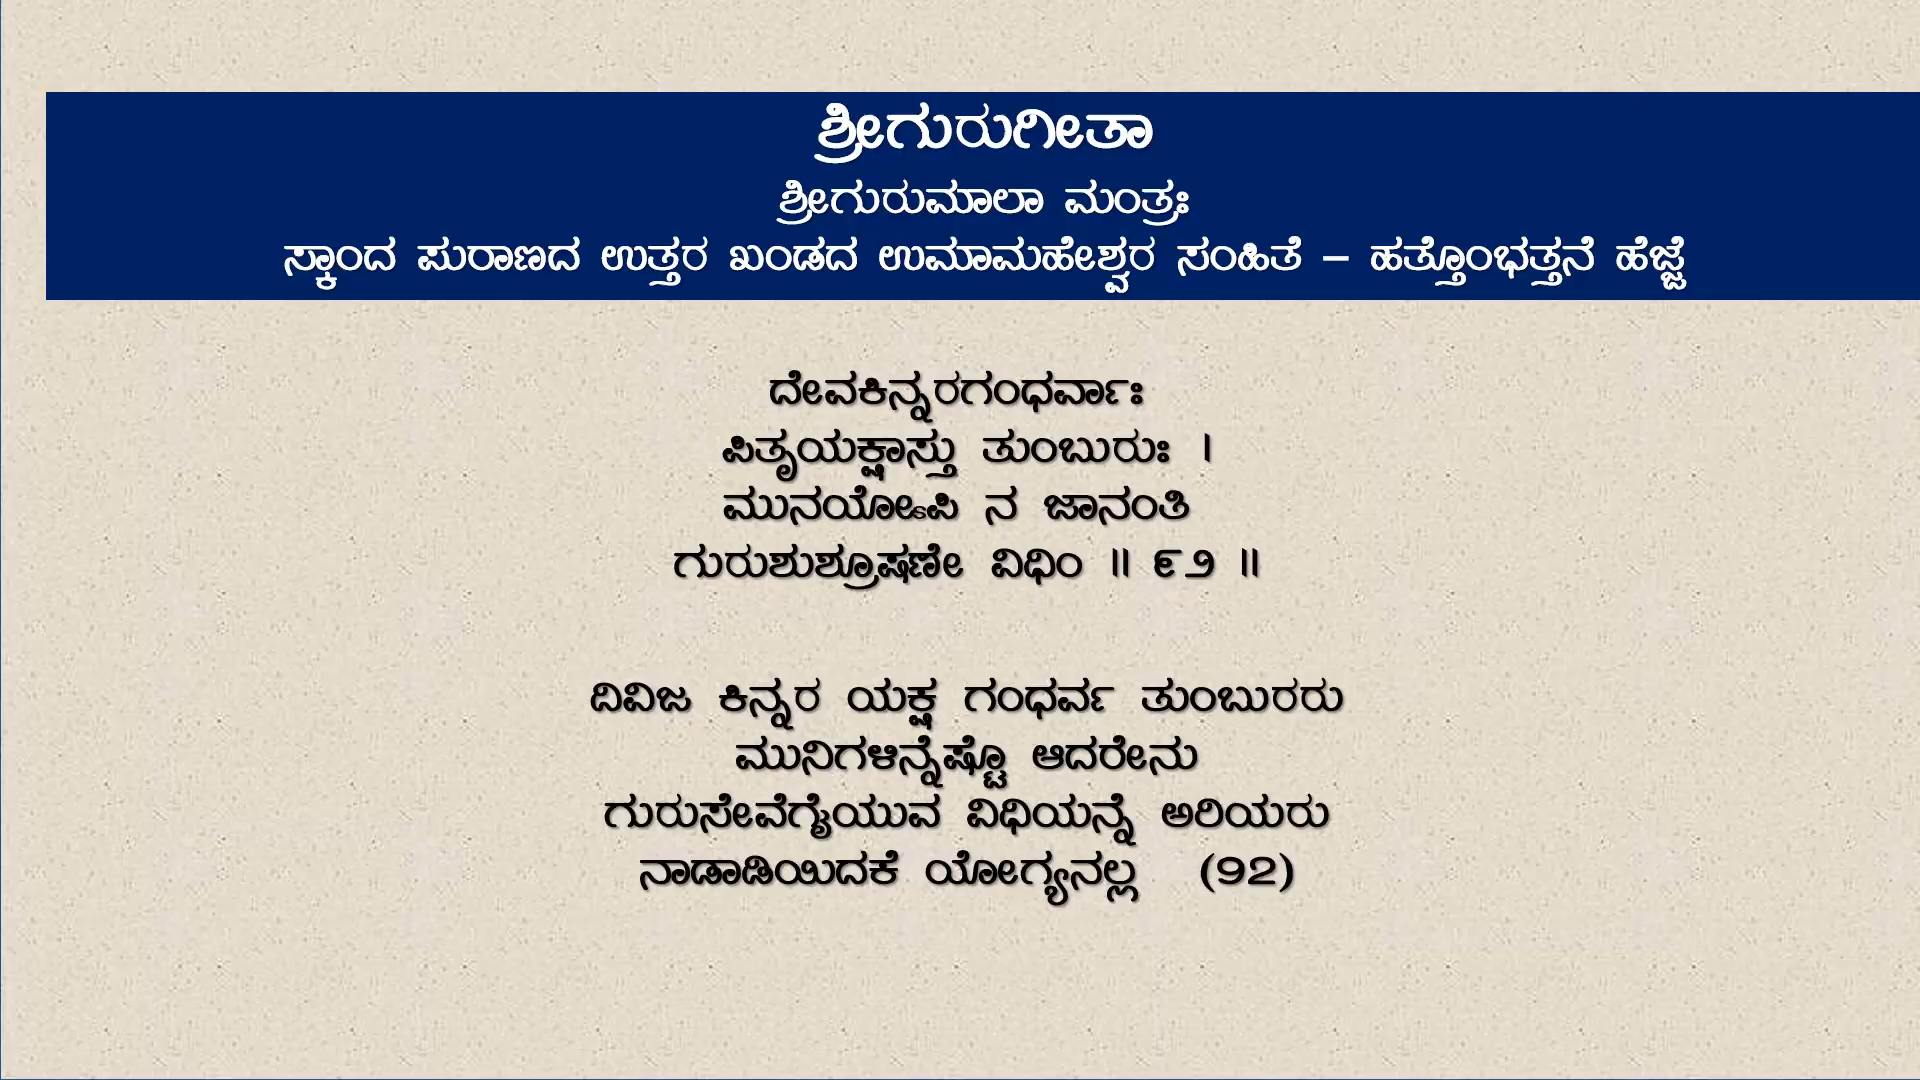 ಶ್ರೀಗುರುಗೀತಾ
ಶ್ರೀಗುರುಮಾಲಾ ಮಂತ್ರಃ
ಸ್ಕಾಂದ ಪುರಾಣದ ಉತ್ತರ ಖಂಡದ ಉಮಾಮಹೇಶ್ವರ ಸಂಹಿತೆ – ಹತ್ತೊಂಭತ್ತನೆ ಹೆಜ್ಜೆ
ದೇವಕಿನ್ನರಗಂಧರ್ವಾಃ
ಪಿತೃಯಕ್ಷಾಸ್ತು ತುಂಬುರುಃ ।
ಮುನಯೋಽಪಿ ನ ಜಾನಂತಿ
ಗುರುಶುಶ್ರೂಷಣೇ ವಿಧಿಂ ॥ ೯೨ ॥
ದಿವಿಜ ಕಿನ್ನರ ಯಕ್ಷ ಗಂಧರ್ವ ತುಂಬುರರು
ಮುನಿಗಳಿನ್ನೆಷ್ಟೊ ಆದರೇನು
ಗುರುಸೇವೆಗೈಯುವ ವಿಧಿಯನ್ನೆ ಅರಿಯರು
ನಾಡಾಡಿಯಿದಕೆ ಯೋಗ್ಯನಲ್ಲ (92)